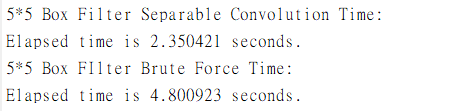 5*5 Box Filter Separable Convolution Time:
Elapsed time is 2.350421 seconds.
5*5 Box FIlter Brute Force Time:
Elapsed time is 4.800923 seconds.